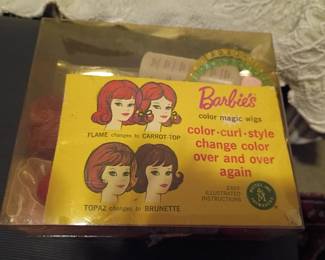 Barbie's
color magic wigs
color · curl · style
change color
over and over
again
FLAME changes to CARROT-TOP
TOPAZ changes to BRUNETTE
EASY
ILLUSTRATED
INSTRUCTIONS